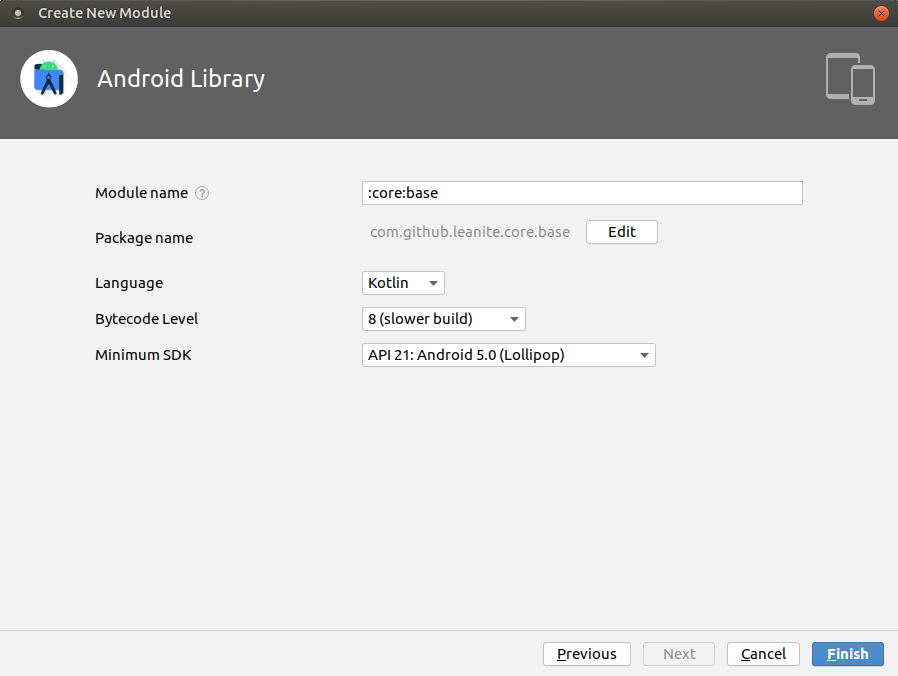 Create New Module
Android Library
Module name ?
:core:base
Package name
com.github.leanite.core.base
Edit
Language
Kotlin
Bytecode Level
8 (slower build)
Minimum SDK
API 21: Android 5.0 (Lollipop)
Previous
Next
Cancel
Finish